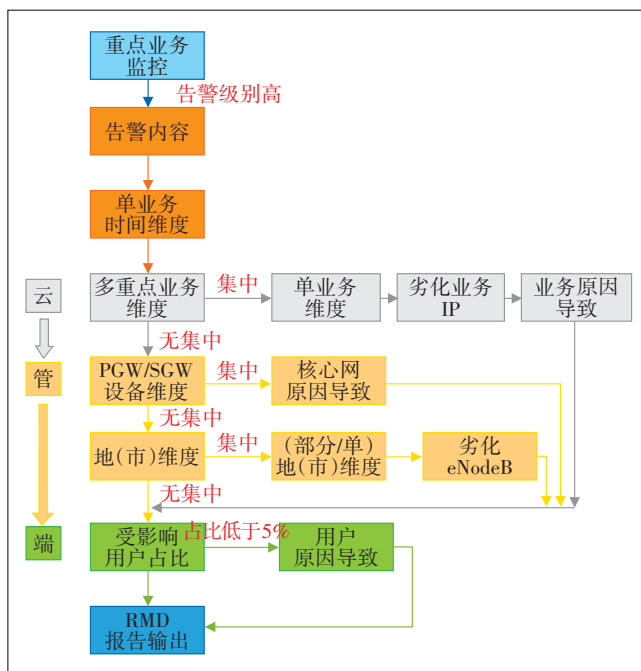 重点业务
监控
告警级别高
告警内容
单业务
时间维度
云
多重点业务
维度
集中
单业务
维度
劣化业务
IP
业务原因
导致
无集中
管
PGW/SGW
设备维度
集中
核心网
原因导致
无集中
地(市)维度
集中
(部分/单)
地(市)维度
劣化
eNodeB
无集中
端
受影响
用户占比
占比低于5%
用户
原因导致
RMD
报告输出